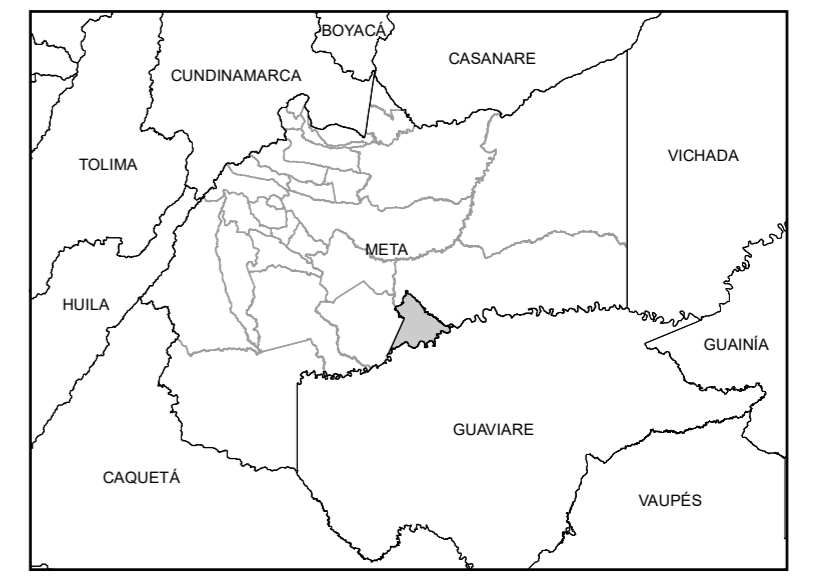 BOYACÁ
CASANARE
CUNDINAMARCA
VICHADA
TOLIMA
META
HUILA
GUAINÍA
GUAVIARE
CAQUETÁ
VAUPÉS